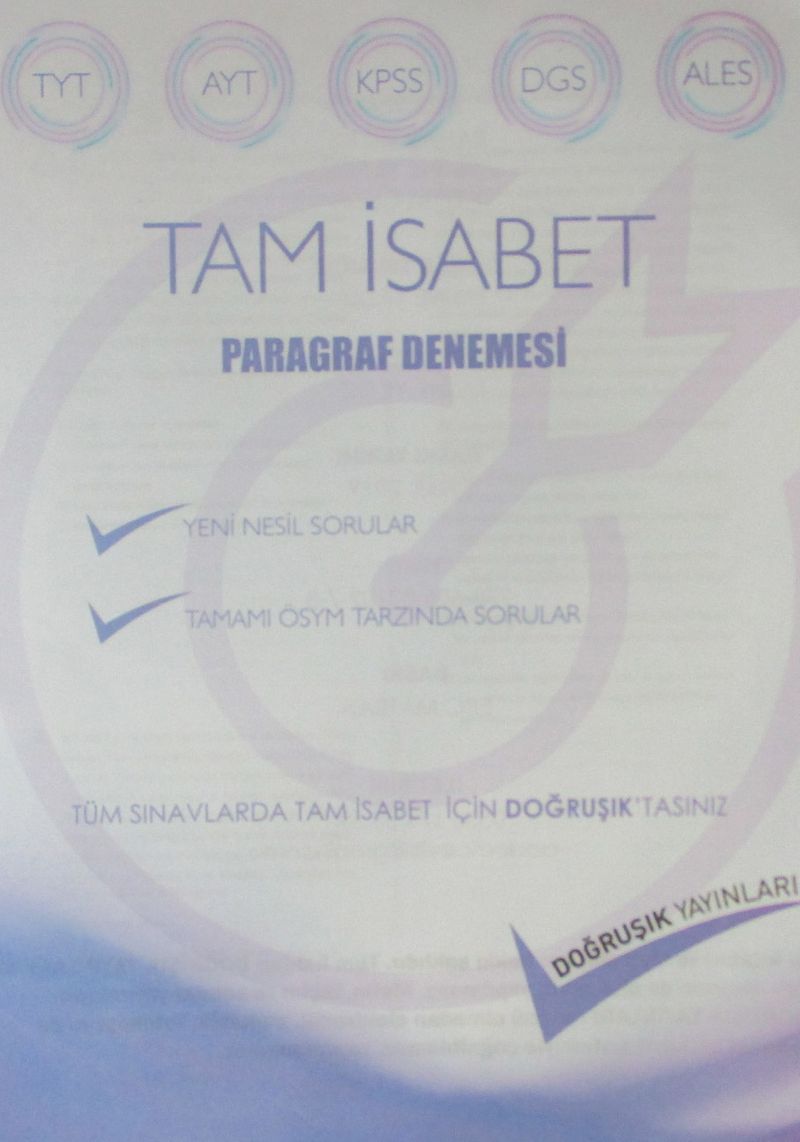 TYT AYT KPSS DGS ALES
TAM İSABET
PARAGRAF DENEMESİ
YENİ NESİL SORULAR
TAMAMI ÖSYM TARZINDA SORULAR
TÜM SINAVLARDA TAM İSABET İÇİN DOĞRUŞIK'TASINIZ
DOĞRUŞIK YAYINLARI